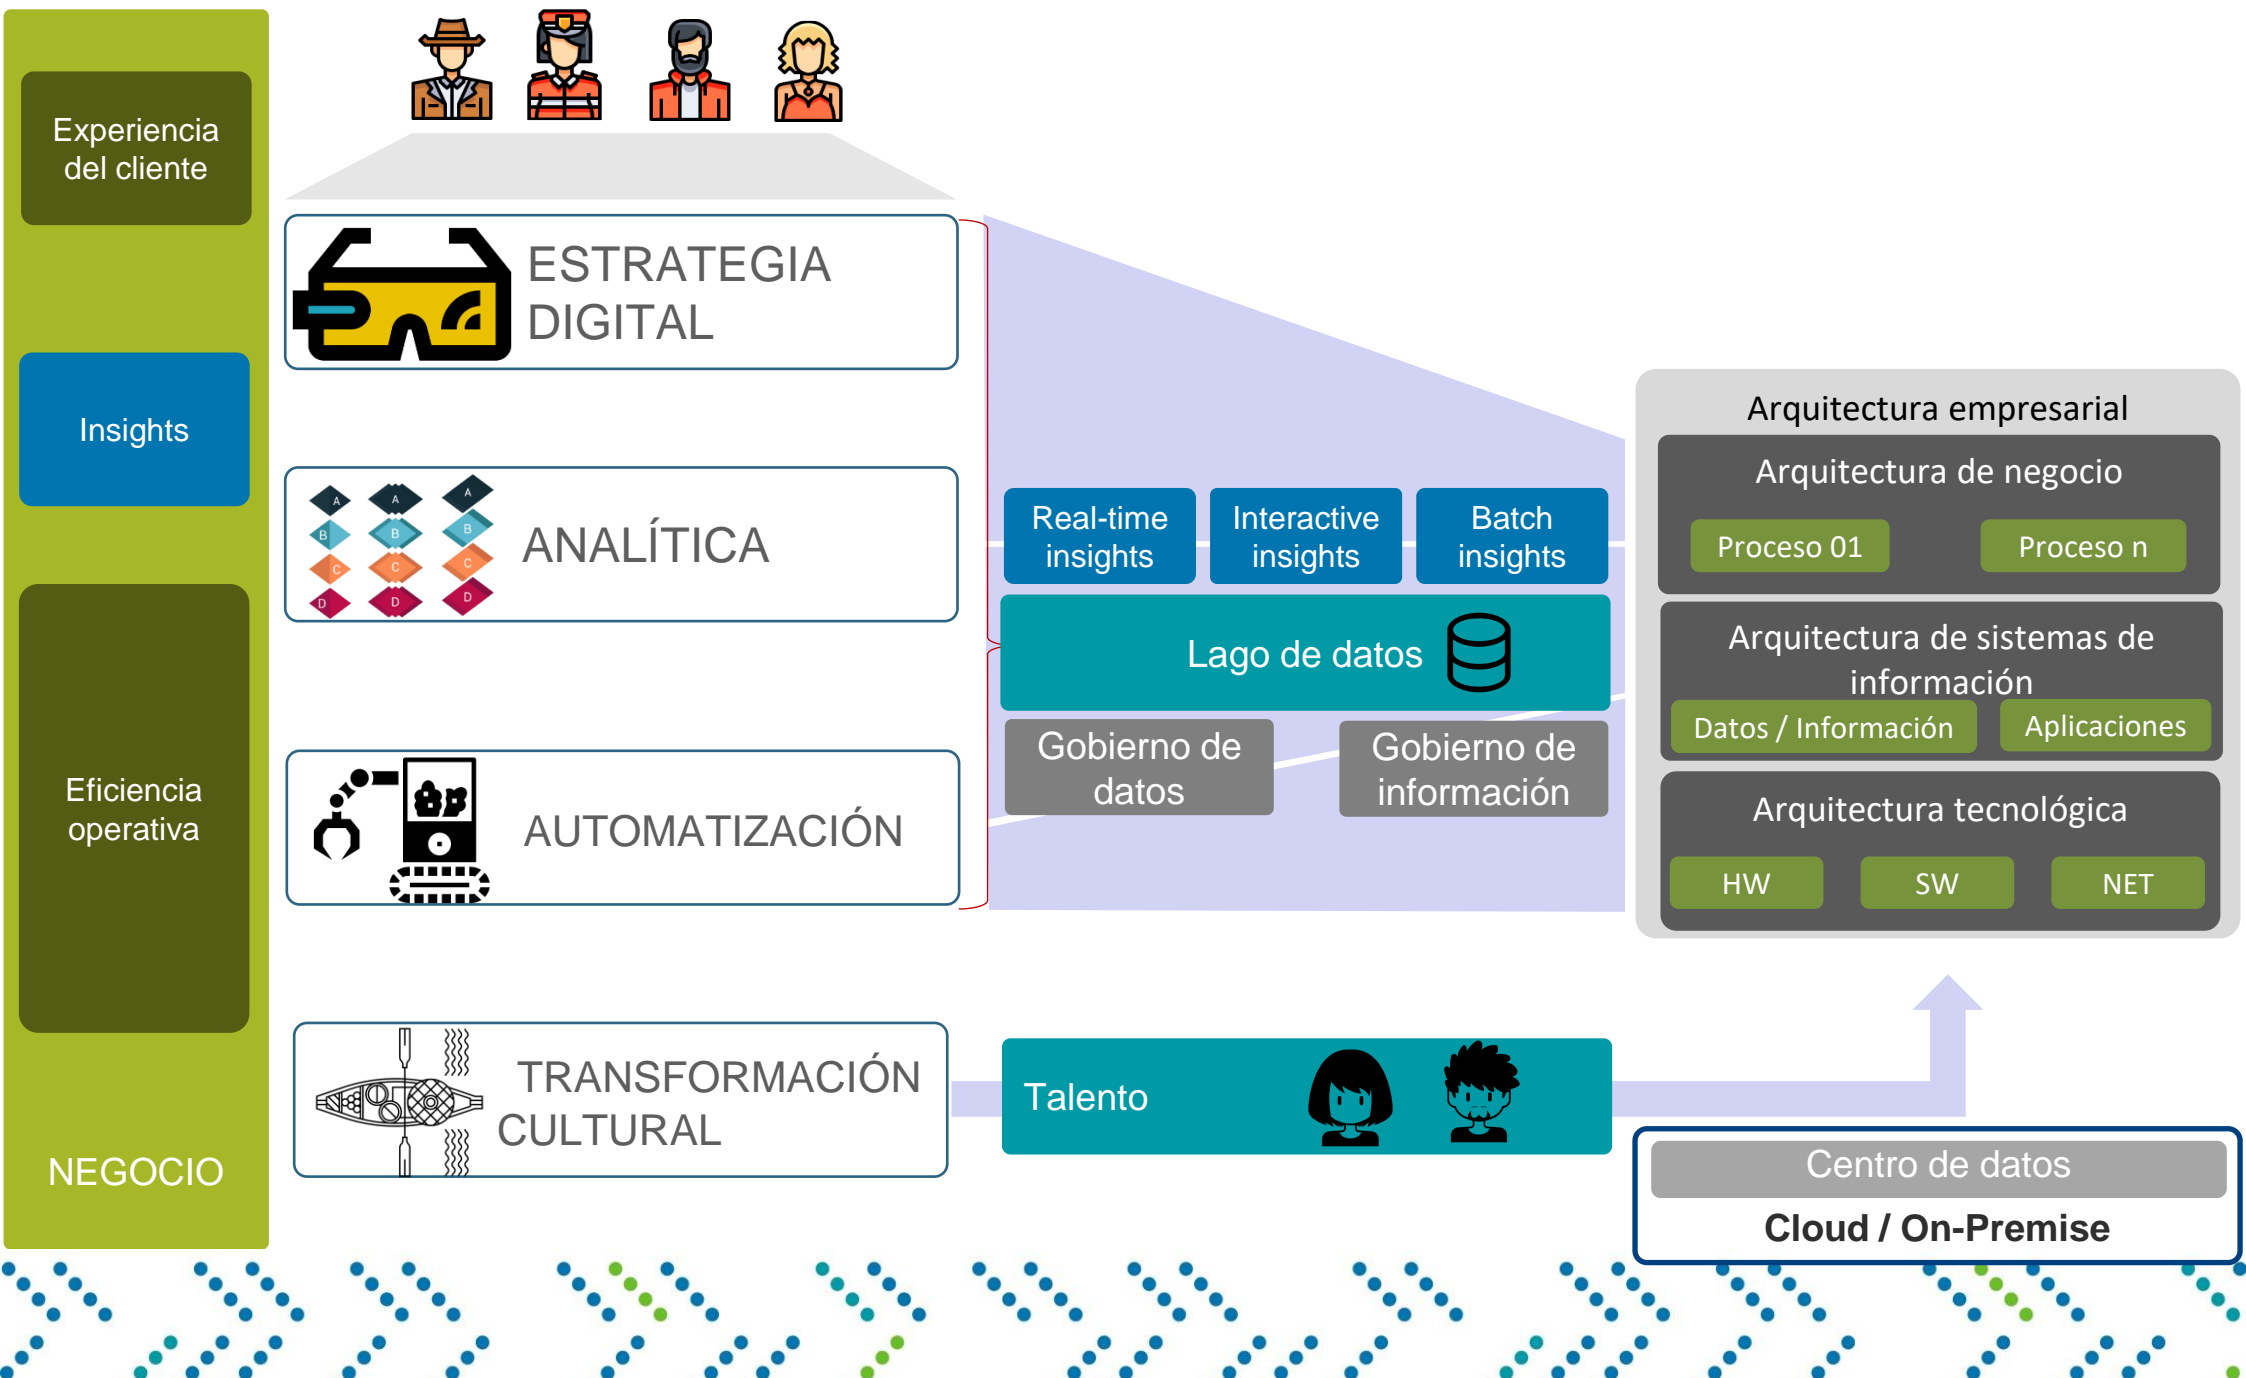 Experiencia
del cliente
Insights
Eficiencia
operativa
NEGOCIO
ESTRATEGIA
DIGITAL
A
A
A
B
B
B
C
C
C
D
D
D
ANALÍTICA
AUTOMATIZACIÓN
TRANSFORMACIÓN
CULTURAL
Real-time
insights
Interactive
insights
Batch
insights
Lago de datos
Gobierno de
datos
Gobierno de
información
Talento
Arquitectura empresarial
Arquitectura de negocio
Proceso 01
Proceso n
Arquitectura de sistemas de
información
Datos / Información
Aplicaciones
Arquitectura tecnológica
HW
SW
NET
Centro de datos
Cloud / On-Premise